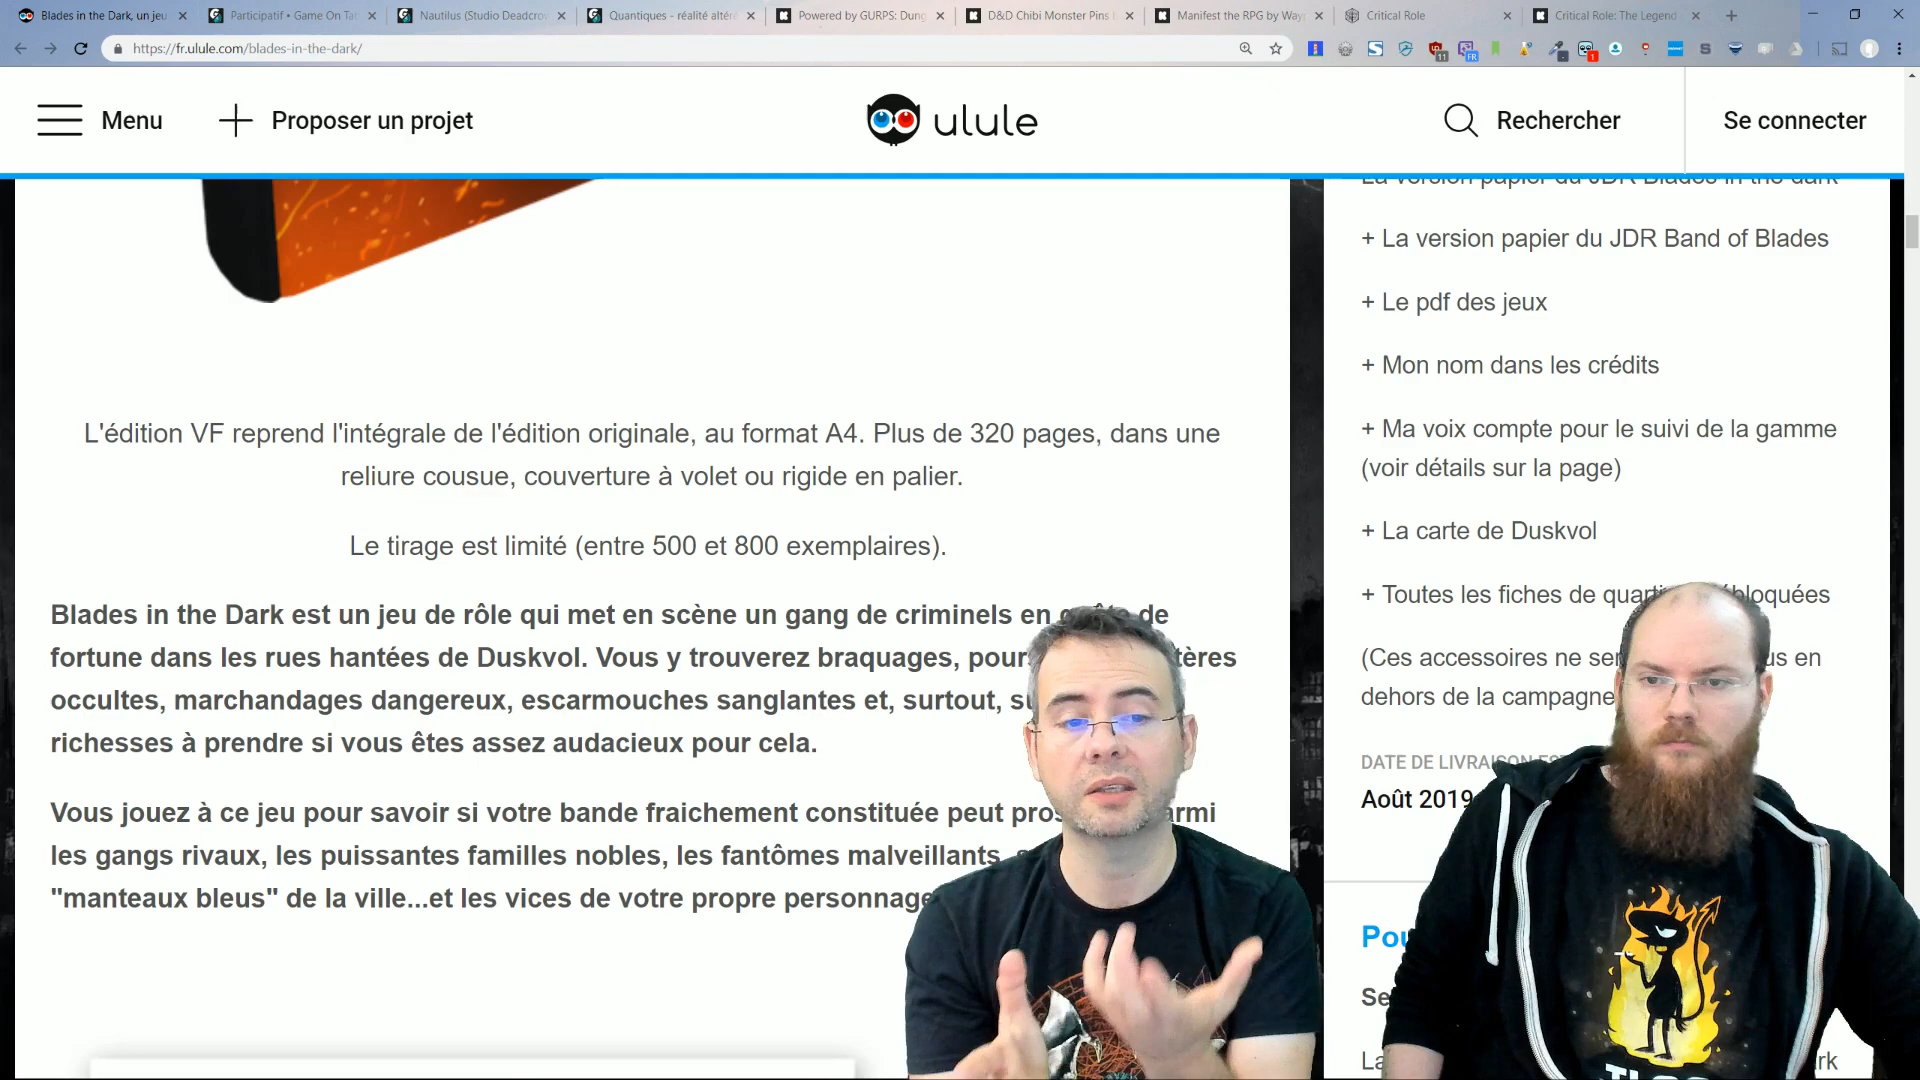 Blades in the Dark, un jeu
Participatif • Game On Tab
Nautilus (Studio Deadcrow
Quantiques - réalité altéré
Powered by GURPS: Dung
D&D Chibi Monster Pins
Manifest the RPG by Way
Critical Role
Critical Role: The Legend
https://fr.ulule.com/blades-in-the-dark/
Menu
Proposer un projet
ulule
Rechercher
Se connecter
L'édition VF reprend l'intégrale de l'édition originale, au format A4. Plus de 320 pages, dans une
reliure cousue, couverture à volet ou rigide en palier.
Le tirage est limité (entre 500 et 800 exemplaires).
Blades in the Dark est un jeu de rôle qui met en scène un gang de criminels en quête de
fortune dans les rues hantées de Duskvol. Vous y trouverez braquages, pour tères
occultes, marchandages dangereux, escarmouches sanglantes et, surtout, su
richesses à prendre si vous êtes assez audacieux pour cela.
Vous jouez à ce jeu pour savoir si votre bande fraichement constituée peut pros armi
les gangs rivaux, les puissantes familles nobles, les fantômes malveillants,
"manteaux bleus" de la ville...et les vices de votre propre personnage
La version papier du JDR Blades in the dark
+ La version papier du JDR Band of Blades
+ Le pdf des jeux
+ Mon nom dans les crédits
+ Ma voix compte pour le suivi de la gamme
(voir détails sur la page)
+ La carte de Duskvol
+ Toutes les fiches de quarti débloquées
(Ces accessoires ne ser us en
dehors de la campagne
DATE DE LIVRAISON EST
Août 2019
Pou
Se
La rk